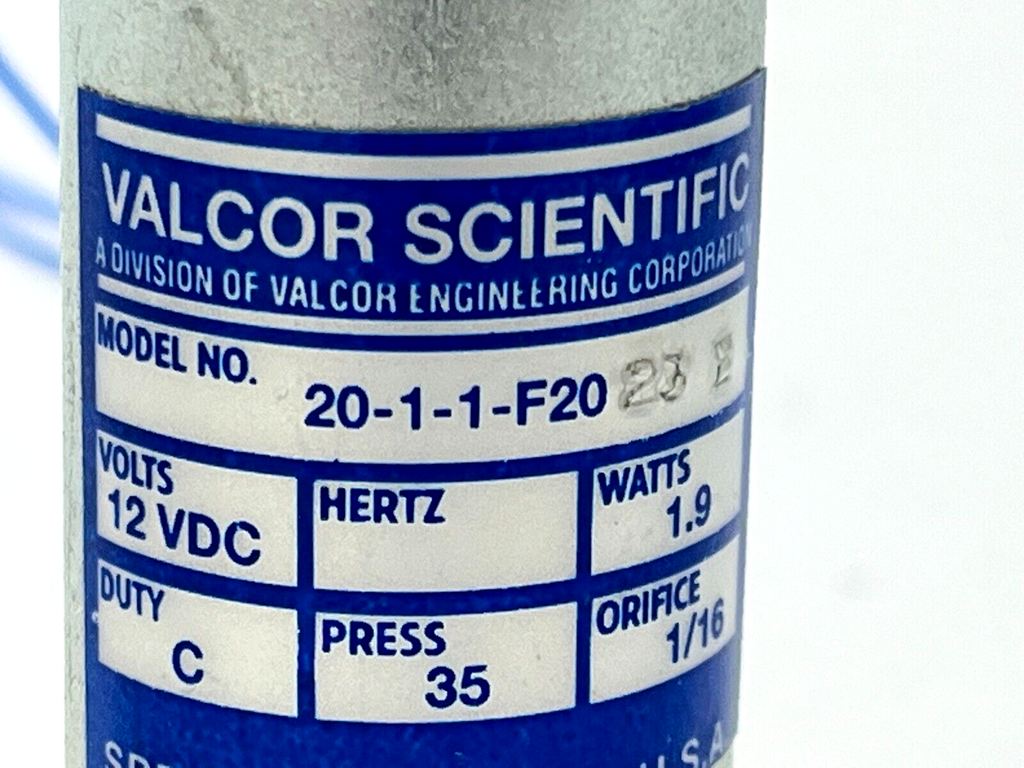 VALCOR SCIENTIFIC
A DIVISION OF VALCOR ENGINEERING CORPORATION
MODEL NO.
20-1-1-F20 23 E
VOLTS
12 VDC
HERTZ
WATTS
1.9
DUTY
C
PRESS
35
ORIFICE
1/16
U.S.A